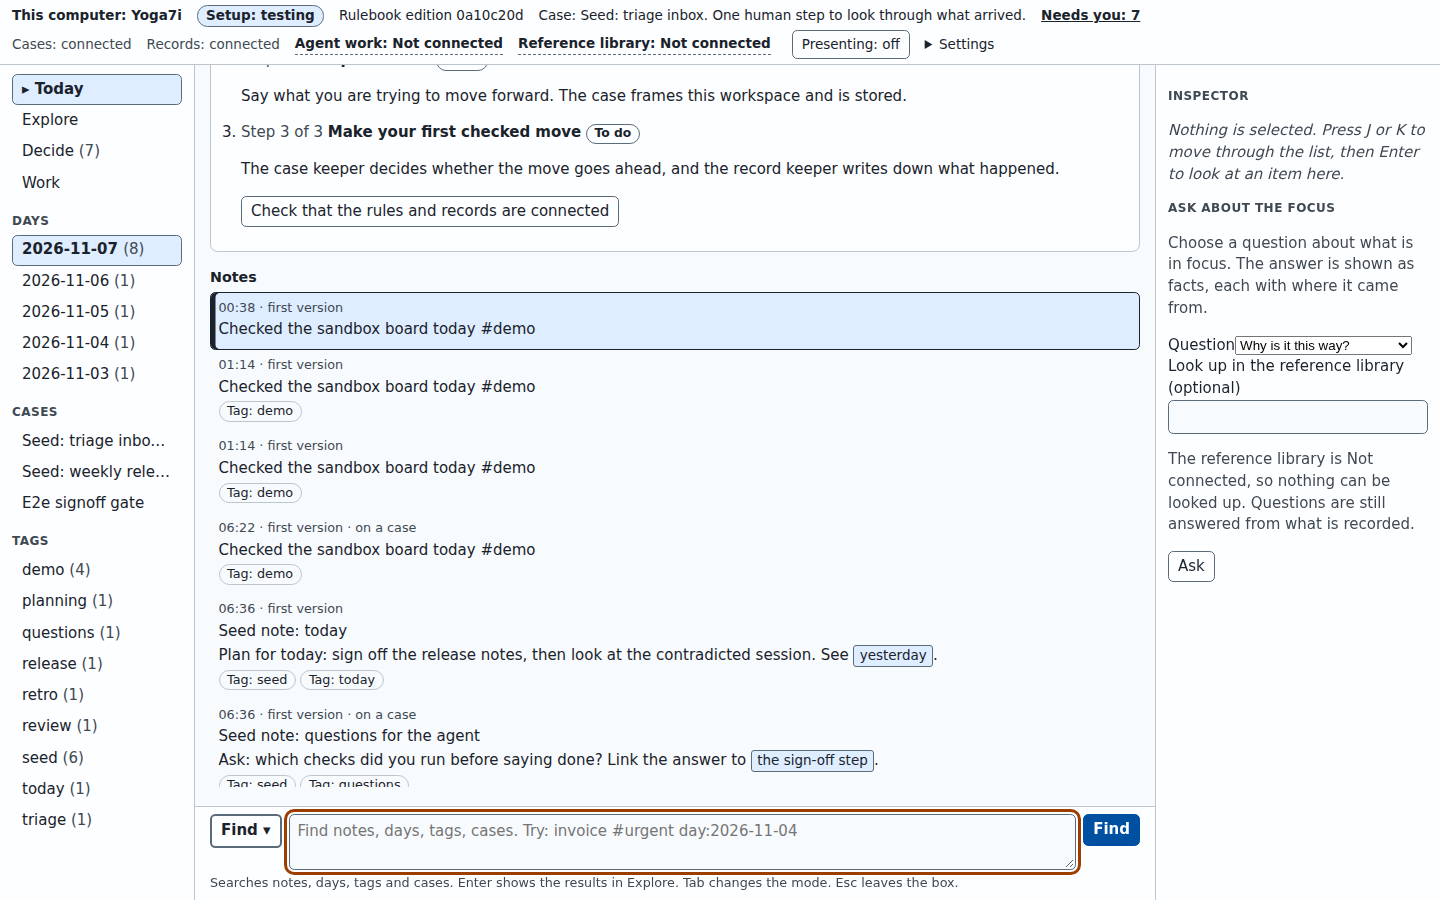 This computer: Yoga7i Setup: testing Rulebook edition 0a10c20d Case: Seed: triage inbox. One human step to look through what arrived. Needs you: 7
Cases: connected Records: connected Agent work: Not connected Reference library: Not connected Presenting: off ▸ Settings
▸ Today
Explore
Decide (7)
Work
DAYS
2026-11-07 (8)
2026-11-06 (1)
2026-11-05 (1)
2026-11-04 (1)
2026-11-03 (1)
CASES
Seed: triage inbo…
Seed: weekly rele…
E2e signoff gate
TAGS
demo (4)
planning (1)
questions (1)
release (1)
retro (1)
review (1)
seed (6)
today (1)
triage (1)
Say what you are trying to move forward. The case frames this workspace and is stored.
3. Step 3 of 3 Make your first checked move To do
The case keeper decides whether the move goes ahead, and the record keeper writes down what happened.
Check that the rules and records are connected
Notes
00:38 · first version
Checked the sandbox board today #demo
01:14 · first version
Checked the sandbox board today #demo
Tag: demo
01:14 · first version
Checked the sandbox board today #demo
Tag: demo
06:22 · first version · on a case
Checked the sandbox board today #demo
Tag: demo
06:36 · first version
Seed note: today
Plan for today: sign off the release notes, then look at the contradicted session. See yesterday.
Tag: seed Tag: today
06:36 · first version · on a case
Seed note: questions for the agent
Ask: which checks did you run before saying done? Link the answer to the sign-off step.
Tag: seed Tag: questions
Find ▾ Find notes, days, tags, cases. Try: invoice #urgent day:2026-11-04 Find
Searches notes, days, tags and cases. Enter shows the results in Explore. Tab changes the mode. Esc leaves the box.
INSPECTOR
Nothing is selected. Press J or K to
move through the list, then Enter
to look at an item here.
ASK ABOUT THE FOCUS
Choose a question about what is
in focus. The answer is shown as
facts, each with where it came
from.
Question Why is it this way?
Look up in the reference library
(optional)
The reference library is Not
connected, so nothing can be
looked up. Questions are still
answered from what is recorded.
Ask